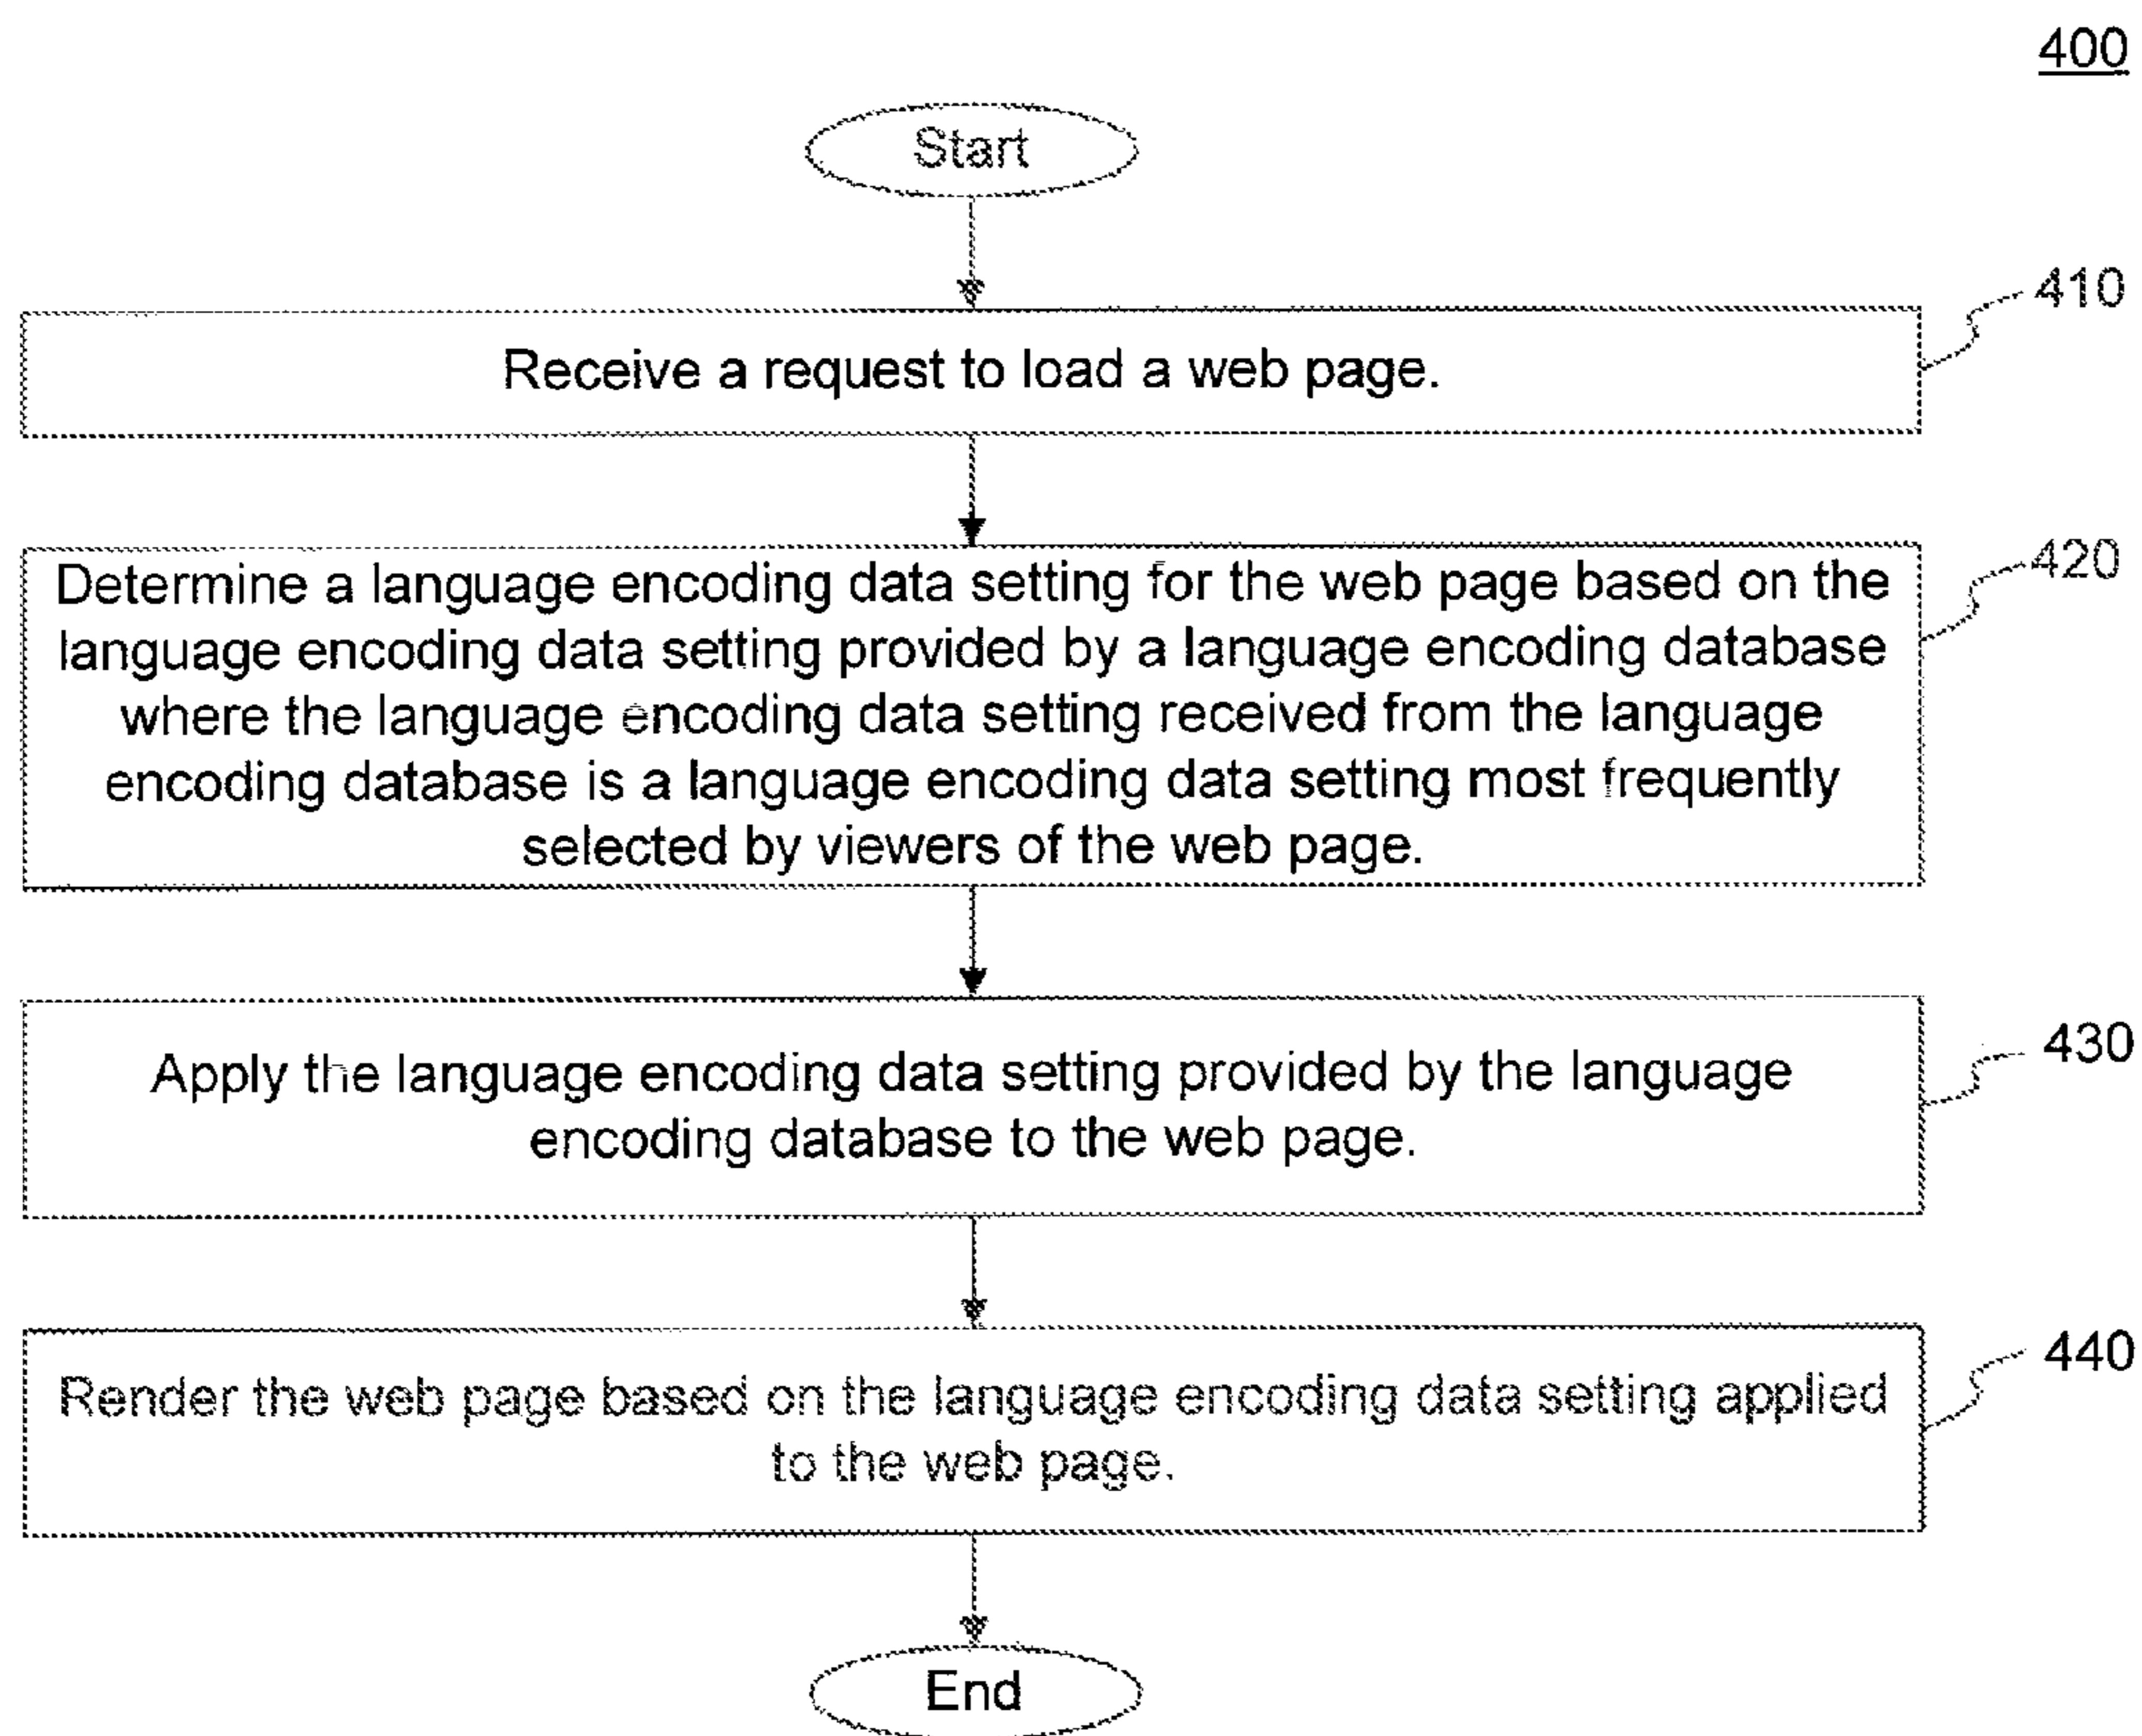 400
Start
410
Receive a request to load a web page.
420
Determine a language encoding data setting for the web page based on the
language encoding data setting provided by a language encoding database
where the language encoding data setting received from the language
encoding database is a language encoding data setting most frequently
selected by viewers of the web page.
430
Apply the language encoding data setting provided by the language
encoding database to the web page.
440
Render the web page based on the language encoding data setting applied
to the web page.
End